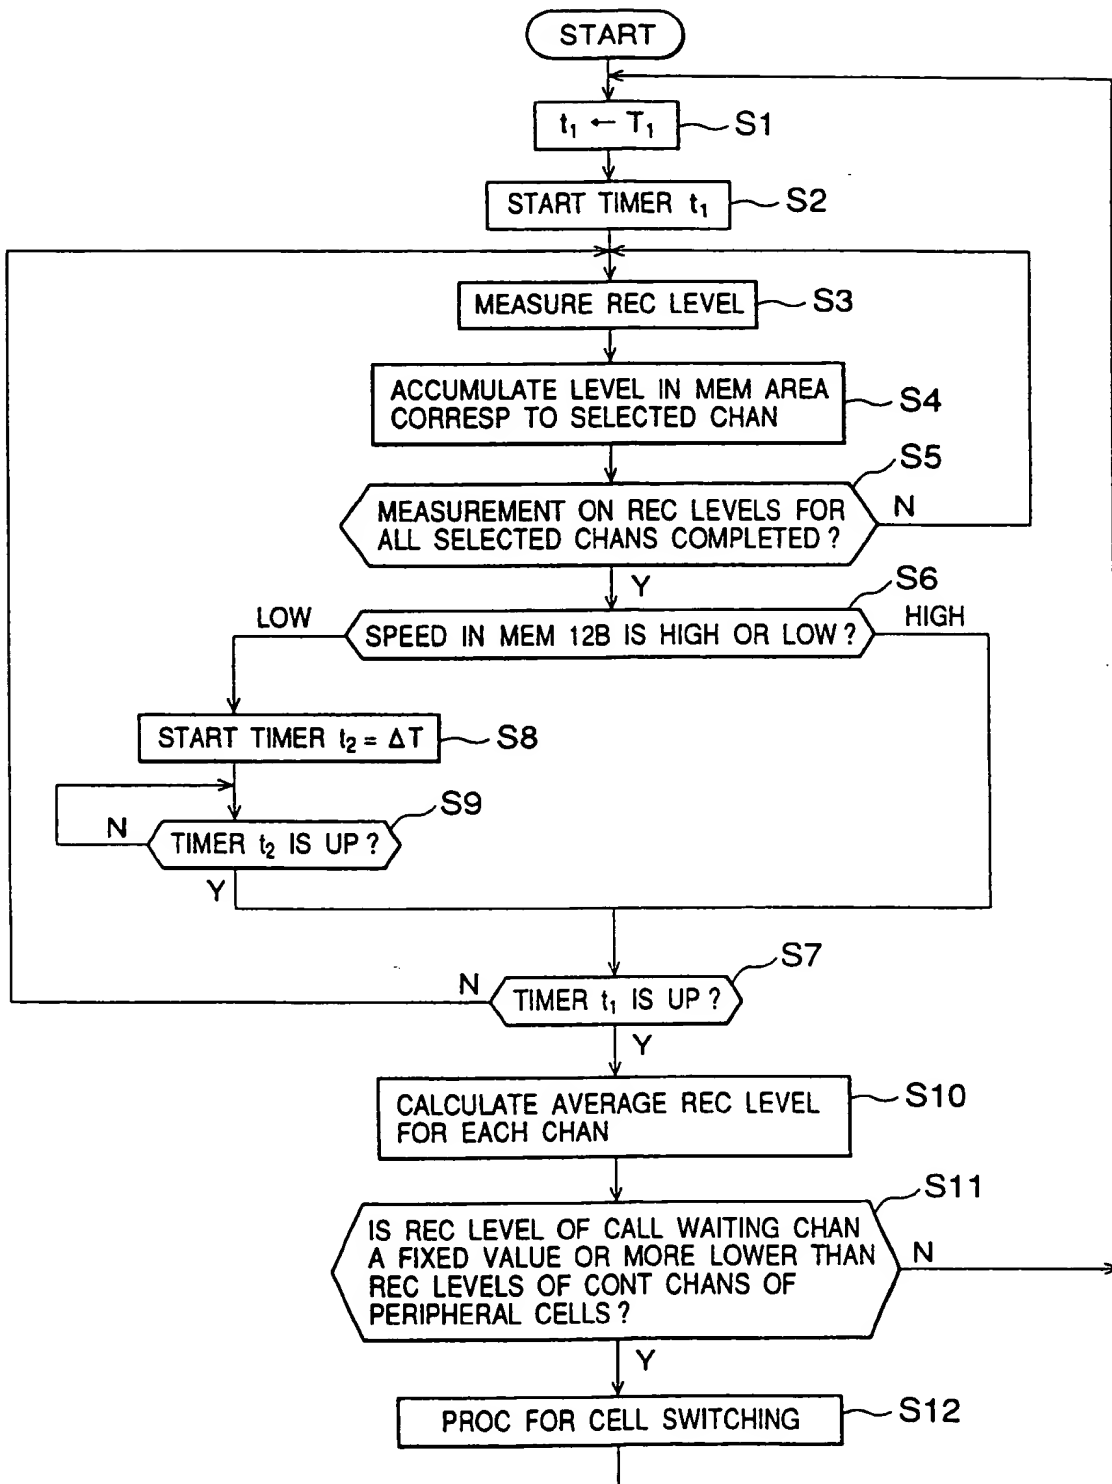 START
t₁ ← T₁
S1
START TIMER t₁
S2
MEASURE REC LEVEL
S3
ACCUMULATE LEVEL IN MEM AREA
CORRESP TO SELECTED CHAN
S4
S5
MEASUREMENT ON REC LEVELS FOR
ALL SELECTED CHANS COMPLETED ?
N
Y
S6
LOW
SPEED IN MEM 12B IS HIGH OR LOW ?
HIGH
START TIMER t₂ = ΔT
S8
S9
N
TIMER t₂ IS UP ?
Y
S7
N
TIMER t₁ IS UP ?
Y
CALCULATE AVERAGE REC LEVEL
FOR EACH CHAN
S10
S11
IS REC LEVEL OF CALL WAITING CHAN
A FIXED VALUE OR MORE LOWER THAN
REC LEVELS OF CONT CHANS OF
PERIPHERAL CELLS ?
N
Y
PROC FOR CELL SWITCHING
S12